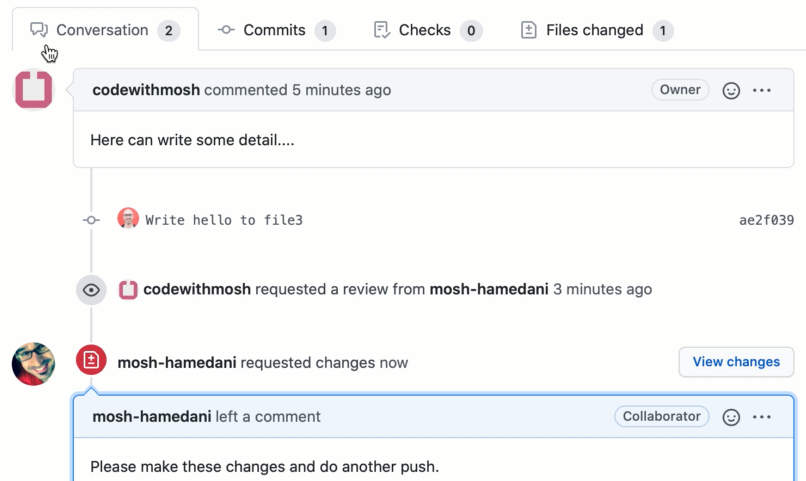 Conversation 2 Commits 1 Checks 0 Files changed 1
codewithmosh commented 5 minutes ago Owner
Here can write some detail....
Write hello to file3 ae2f039
codewithmosh requested a review from mosh-hamedani 3 minutes ago
mosh-hamedani requested changes now View changes
mosh-hamedani left a comment Collaborator
Please make these changes and do another push.